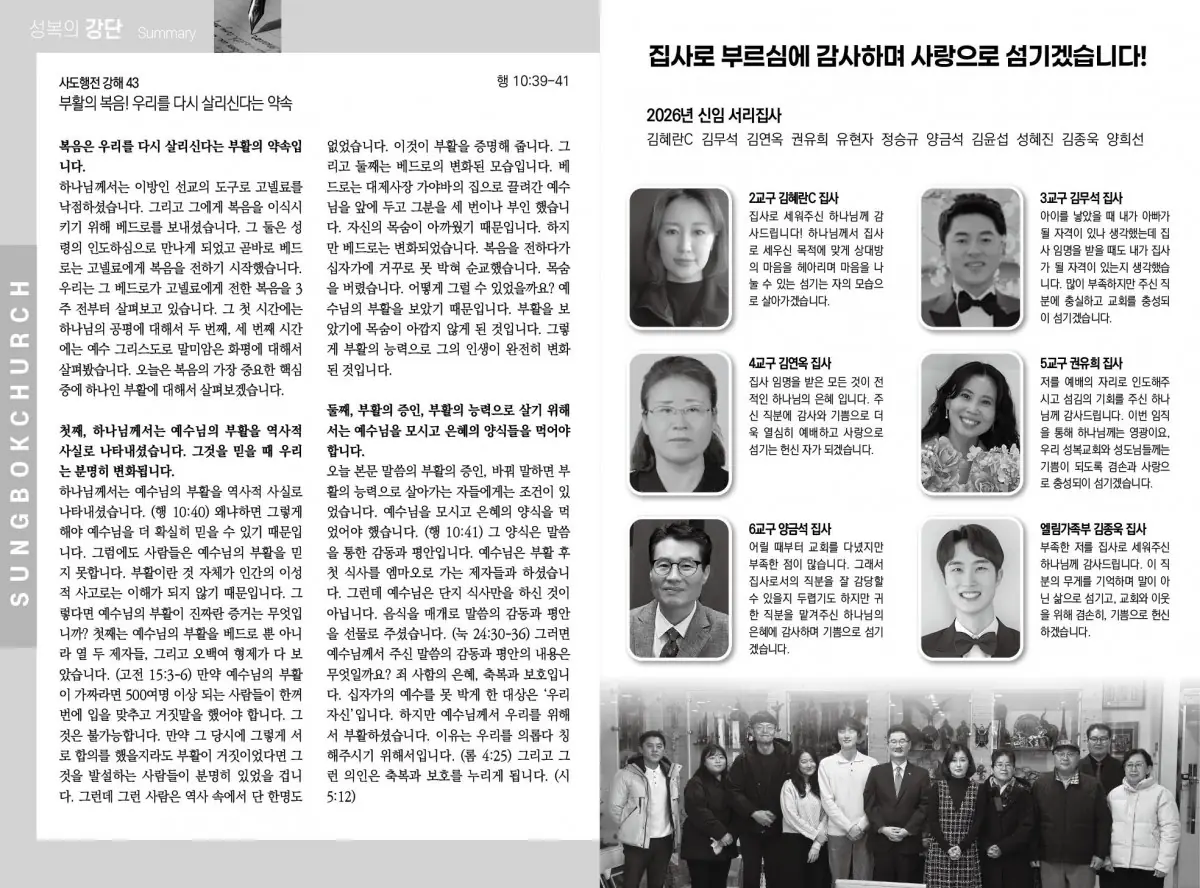 성복의 강단 Summary
SUNGBOKCHURCH
사도행전 강해 43
행 10:39-41
부활의 복음! 우리를 다시 살리신다는 약속
복음은 우리를 다시 살리신다는 부활의 약속입
니다.
하나님께서는 이방인 선교의 도구로 고넬료를
낙점하셨습니다. 그리고 그에게 복음을 이식시
키기 위해 베드로를 보내셨습니다. 그 둘은 성
령의 인도하심으로 만나게 되었고 곧바로 베드
로는 고넬료에게 복음을 전하기 시작했습니다.
우리는 그 베드로가 고넬료에게 전한 복음을 3
주 전부터 살펴보고 있습니다. 그 첫 시간에는
하나님의 공평에 대해서 두 번째, 세 번째 시간
에는 예수 그리스도로 말미암은 화평에 대해서
살펴봤습니다. 오늘은 복음의 가장 중요한 핵심
중에 하나인 부활에 대해서 살펴보겠습니다.
첫째, 하나님께서는 예수님의 부활을 역사적
사실로 나타내셨습니다. 그것을 믿을 때 우리
는 분명히 변화됩니다.
하나님께서는 예수님의 부활을 역사적 사실로
나타내셨습니다. (행 10:40) 왜냐하면 그렇게
해야 예수님을 더 확실히 믿을 수 있기 때문입
니다. 그럼에도 사람들은 예수님의 부활을 믿
지 못합니다. 부활이란 것 자체가 인간의 이성
적 사고로는 이해가 되지 않기 때문입니다. 그
렇다면 예수님의 부활이 진짜란 증거는 무엇입
니까? 첫째는 예수님의 부활을 베드로 뿐 아니
라 열 두 제자들, 그리고 오백여 형제가 다 보
았습니다. (고전 15:3-6) 만약 예수님의 부활
이 가짜라면 500여명 이상 되는 사람들이 한꺼
번에 입을 맞추고 거짓말을 했어야 합니다. 그
것은 불가능합니다. 만약 그 당시에 그렇게 서
로 합의를 했을지라도 부활이 거짓이었다면 그
것을 발설하는 사람들이 분명히 있었을 겁니
다. 그런데 그런 사람은 역사 속에서 단 한명도
없었습니다. 이것이 부활을 증명해 줍니다. 그
리고 둘째는 베드로의 변화된 모습입니다. 베
드로는 대제사장 가야바의 집으로 끌려간 예수
님을 앞에 두고 그분을 세 번이나 부인 했습니
다. 자신의 목숨이 아까웠기 때문입니다. 하지
만 베드로는 변화되었습니다. 복음을 전하다가
십자가에 거꾸로 못 박혀 순교했습니다. 목숨
을 버렸습니다. 어떻게 그럴 수 있었을까요? 예
수님의 부활을 보았기 때문입니다. 부활을 보
았기에 목숨이 아깝지 않게 된 것입니다. 그렇
게 부활의 능력으로 그의 인생이 완전히 변화
된 것입니다.
둘째, 부활의 증인, 부활의 능력으로 살기 위해
서는 예수님을 모시고 은혜의 양식들을 먹어야
합니다.
오늘 본문 말씀의 부활의 증인, 바꿔 말하면 부
활의 능력으로 살아가는 자들에게는 조건이 있
었습니다. 예수님을 모시고 은혜의 양식을 먹
었어야 했습니다. (행 10:41) 그 양식은 말씀
을 통한 감동과 평안입니다. 예수님은 부활 후
첫 식사를 엠마오로 가는 제자들과 하셨습니
다. 그런데 예수님은 단지 식사만을 하신 것이
아닙니다. 음식을 매개로 말씀의 감동과 평안
을 선물로 주셨습니다. (눅 24:30-36) 그러면
예수님께서 주신 말씀의 감동과 평안의 내용은
무엇일까요? 죄 사함의 은혜, 축복과 보호입니
다. 십자가의 예수를 못 박게 한 대상은 ‘우리
자신’입니다. 하지만 예수님께서 우리를 위해
서 부활하셨습니다. 이유는 우리를 의롭다 칭
해주시기 위해서입니다. (롬 4:25) 그리고 그
런 의인은 축복과 보호를 누리게 됩니다. (시
5:12)
집사로 부르심에 감사하며 사랑으로 섬기겠습니다!
2026년 신임 서리집사
김혜란C 김무석 김연옥 권유희 유현자 정승규 양금석 김윤섭 성혜진 김종욱 양희선
2교구 김혜란C 집사
집사로 세워주신 하나님께 감
사드립니다! 하나님께서 집사
로 세우신 목적에 맞게 상대방
의 마음을 헤아리며 마음을 나
눌 수 있는 섬기는 자의 모습으
로 살아가겠습니다.
3교구 김무석 집사
아이를 낳았을 때 내가 아빠가
될 자격이 있나 생각했는데 집
사 임명을 받을 때도 내가 집사
가 될 자격이 있는지 생각했습
니다. 많이 부족하지만 주신 직
분에 충실하고 교회를 충성되
이 섬기겠습니다.
4교구 김연옥 집사
집사 임명을 받은 모든 것이 전
적인 하나님의 은혜 입니다. 주
신 직분에 감사와 기쁨으로 더
욱 열심히 예배하고 사랑으로
섬기는 헌신 자가 되겠습니다.
5교구 권유희 집사
저를 예배의 자리로 인도해주
시고 섬김의 기회를 주신 하나
님께 감사드립니다. 이번 임직
을 통해 하나님께는 영광이요,
우리 성복교회와 성도님들께는
기쁨이 되도록 겸손과 사랑으
로 충성되이 섬기겠습니다.
6교구 양금석 집사
어릴 때부터 교회를 다녔지만
부족한 점이 많습니다. 그래서
집사로서의 직분을 잘 감당할
수 있을지 두렵기도 하지만 귀
한 직분을 맡겨주신 하나님의
은혜에 감사하며 기쁨으로 섬기
겠습니다.
엘림가족부 김종욱 집사
부족한 저를 집사로 세워주신
하나님께 감사드립니다. 이 직
분의 무게를 기억하며 말이 아
닌 삶으로 섬기고, 교회와 이웃
을 위해 겸손히, 기쁨으로 헌신
하겠습니다.